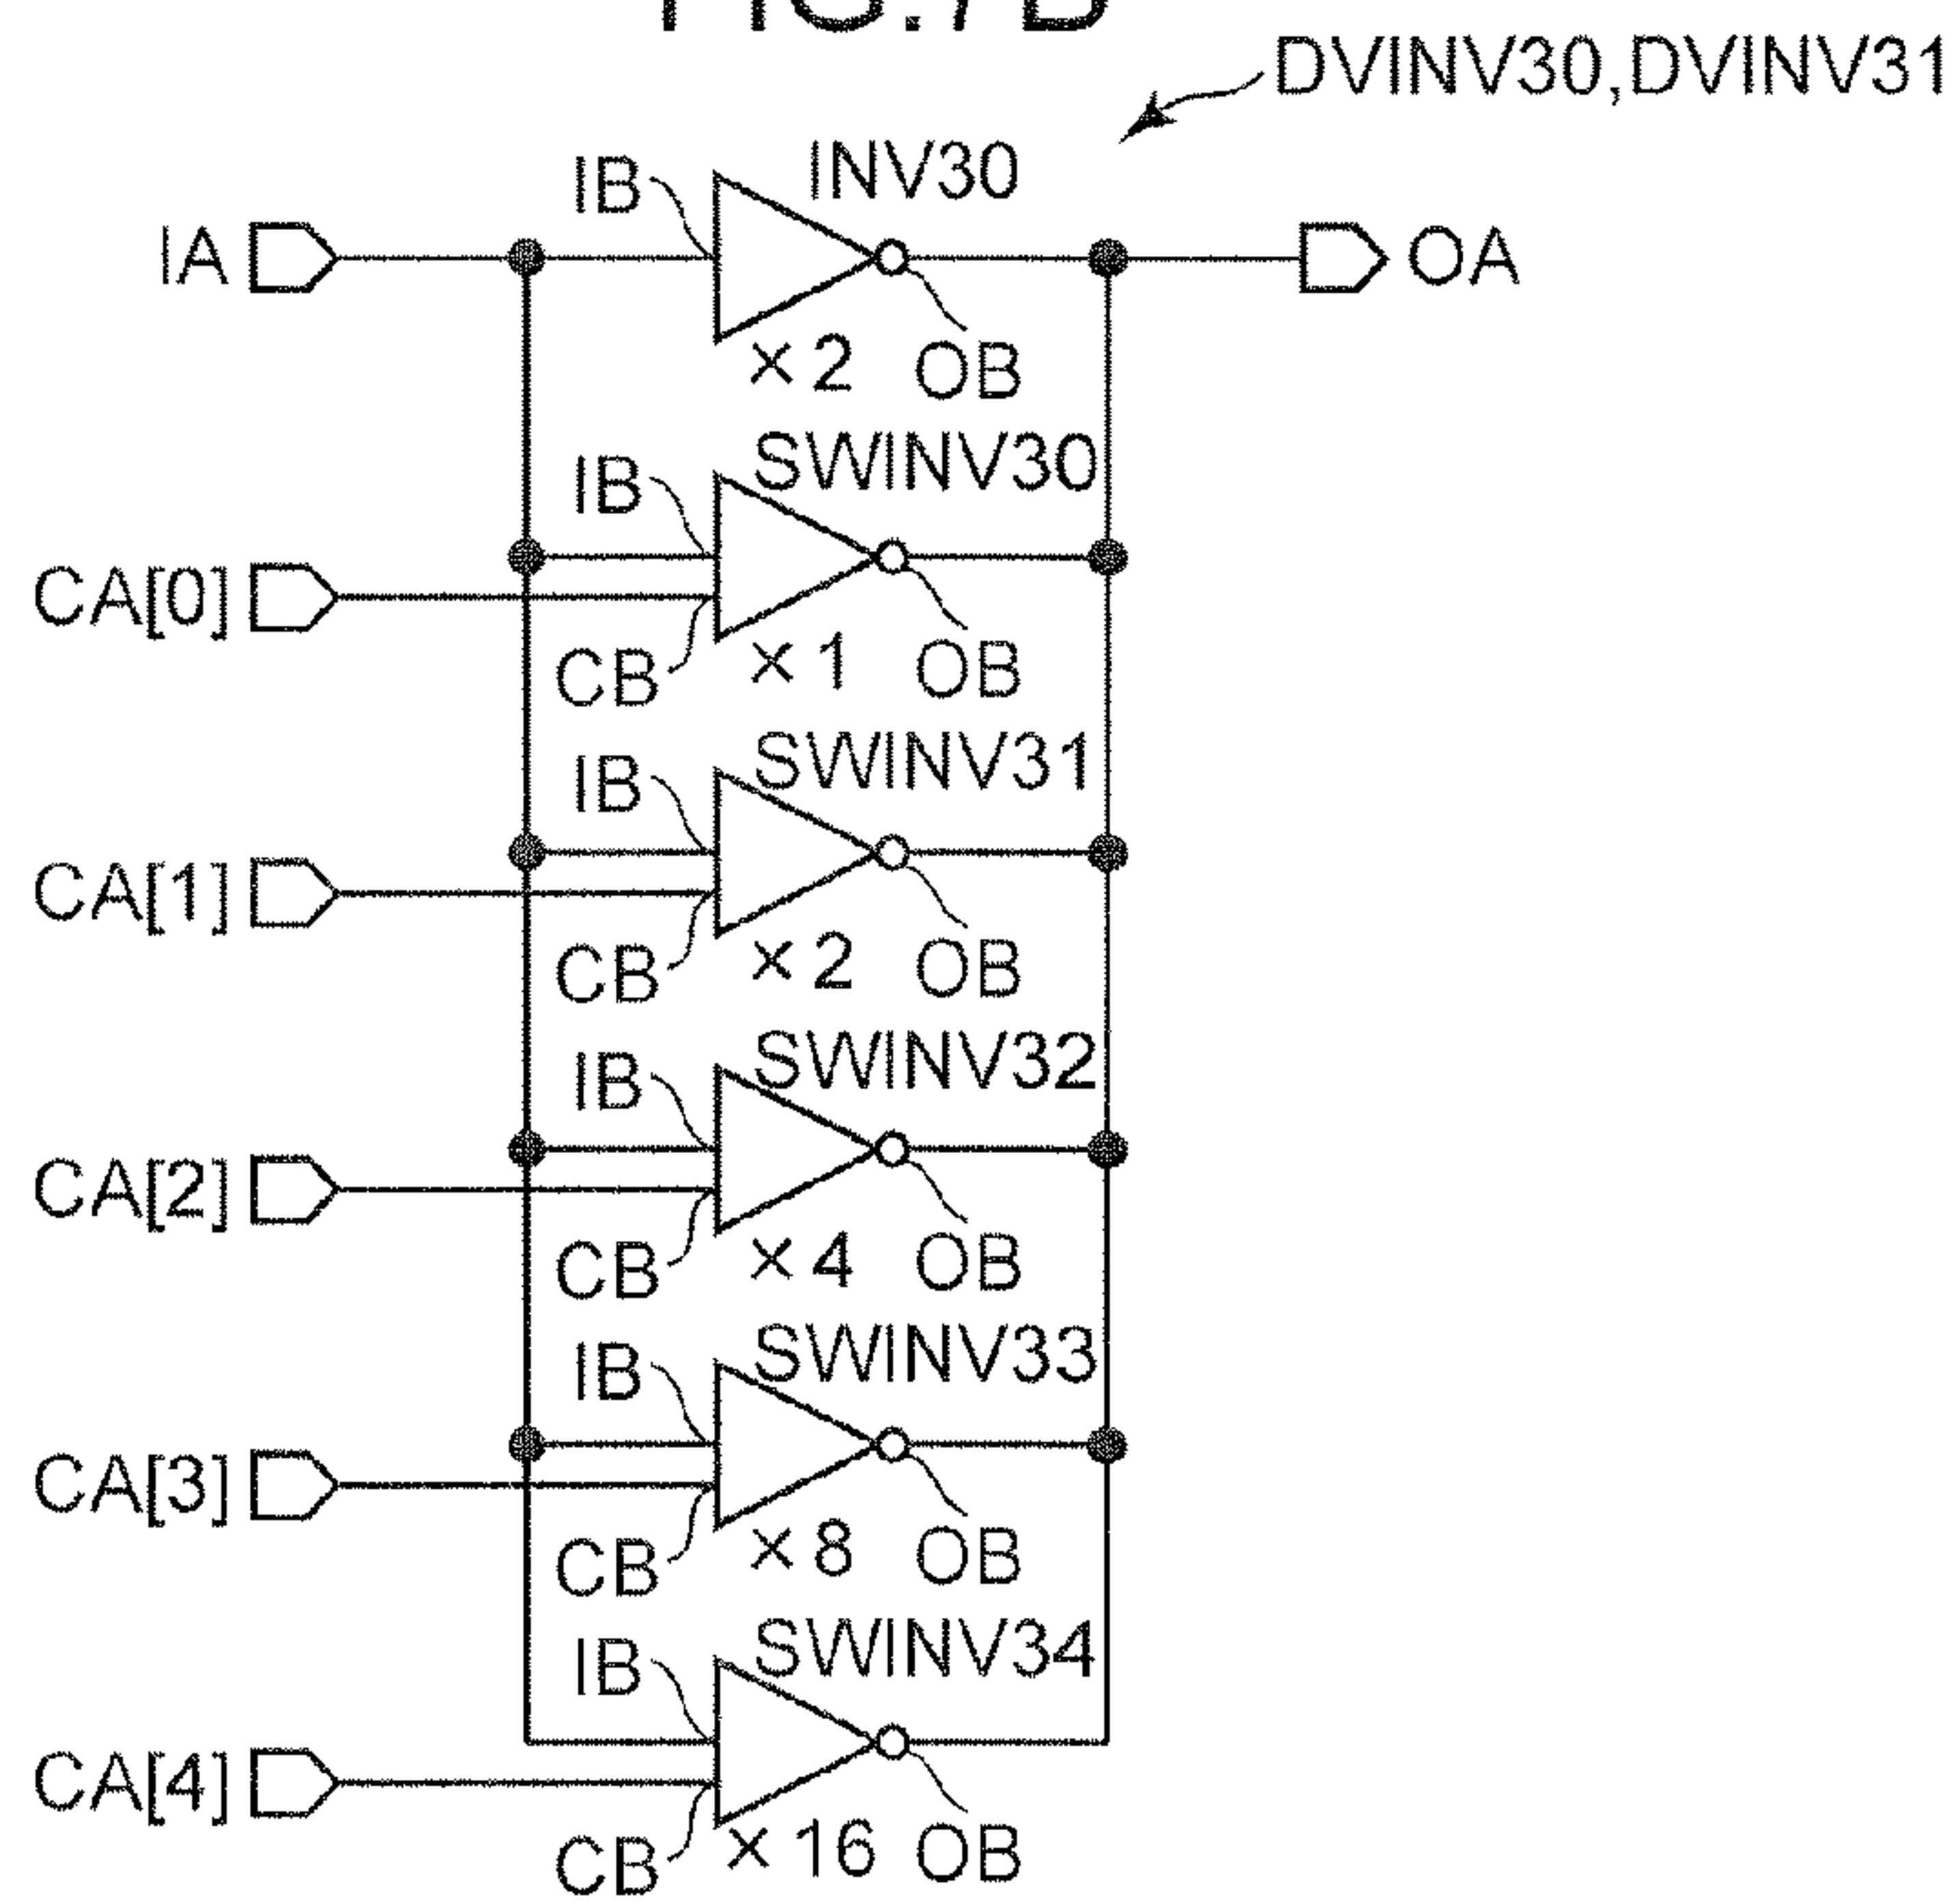 FIG.7B
DVINV30,DVINV31
IB
INV30
IA
OA
×2
OB
IB
SWINV30
CA[0]
CB
×1
OB
IB
SWINV31
CA[1]
CB
×2
OB
IB
SWINV32
CA[2]
CB
×4
OB
IB
SWINV33
CA[3]
CB
×8
OB
IB
SWINV34
CA[4]
CB
×16
OB